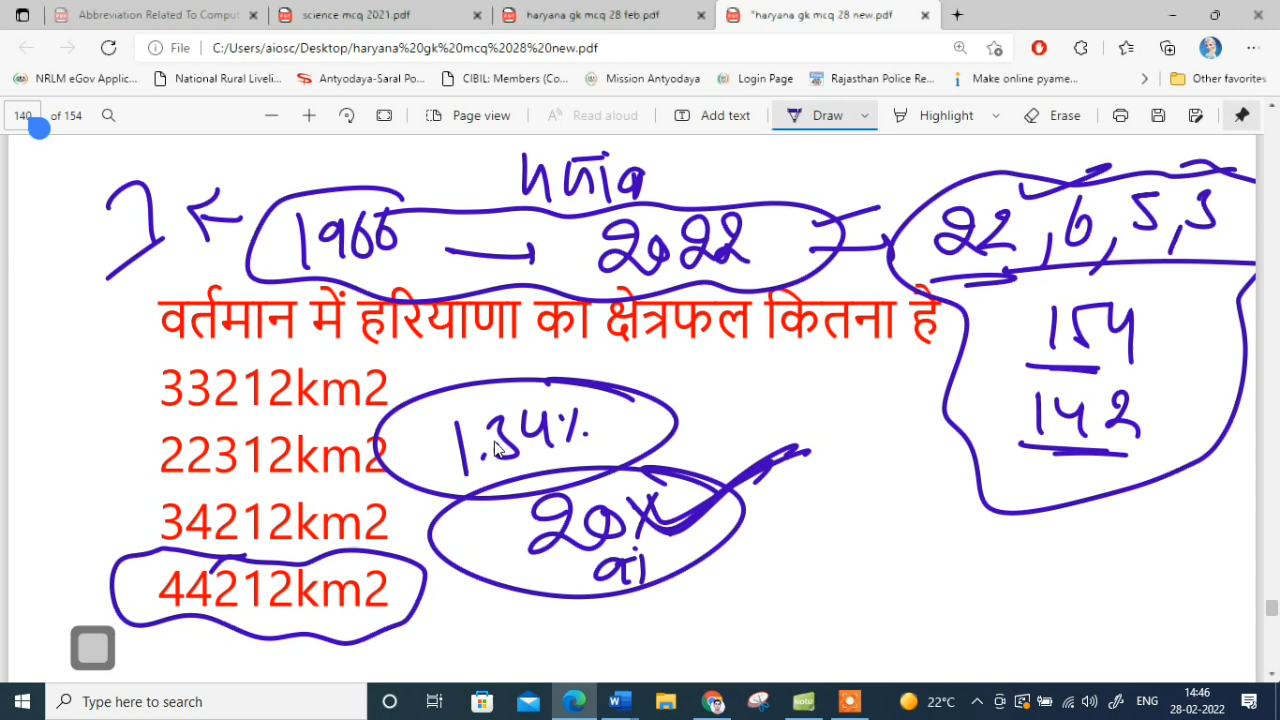 Abbreviation Related To Comput
science mcq 2021.pdf
haryana gk mcq 28 feb.pdf
*haryana gk mcq 28 new.pdf
File
C:/Users/aiosc/Desktop/haryana%20gk%20mcq%2028%20new.pdf
NRLM eGov Applic...
National Rural Liveli...
Antyodaya-Saral Po...
CIBIL: Members (Co...
Mission Antyodaya
Login Page
Rajasthan Police Re...
Make online pyame...
Other favorites
140 of 154
Page view
Read aloud
Add text
Draw
Highlight
Erase
1966 → 2022 → 22, 6, 5, 3
वर्तमान में हरियाणा का क्षेत्रफल कितना है
154
33212km2
142
1.34%
22312km2
34212km2
20
44212km2
Type here to search
22°C
ENG
14:46
28-02-2022